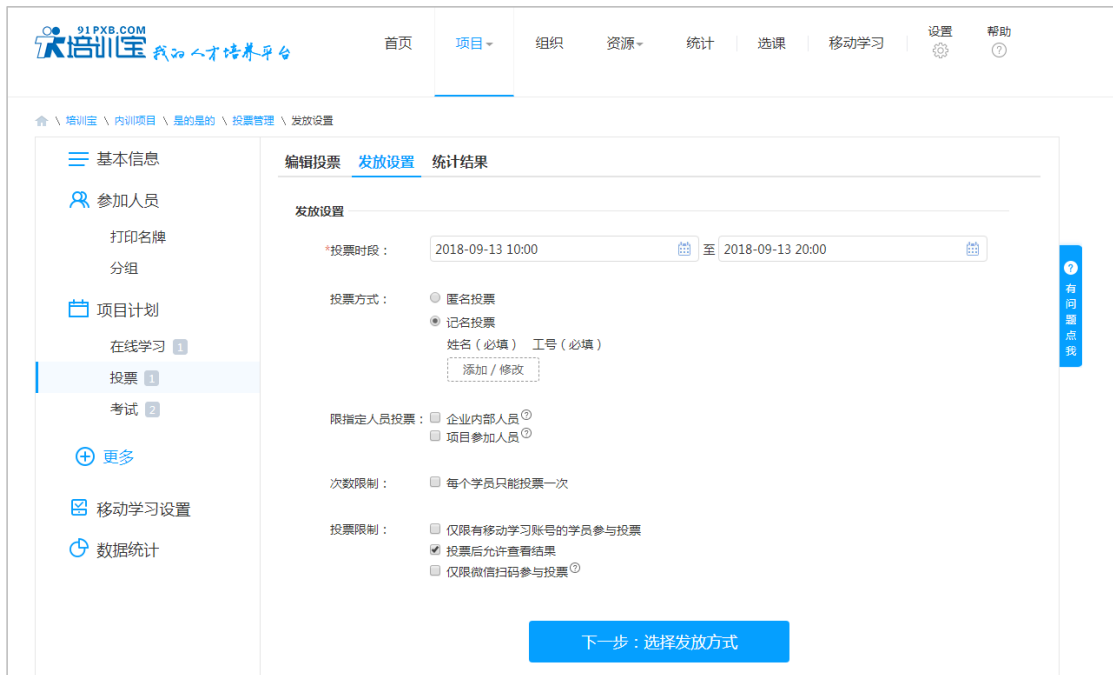 91PXB.COM
培训宝 我的人才培养平台
首页 项目 组织 资源 统计 选课 移动学习 设置 帮助
\ 培训宝 \ 内训项目 \ 是的是的 \ 投票管理 \ 发放设置
基本信息
参加人员
打印名牌
分组
项目计划
在线学习 1
投票 1
考试 2
更多
移动学习设置
数据统计
编辑投票 发放设置 统计结果
发放设置
*投票时段： 2018-09-13 10:00 至 2018-09-13 20:00
投票方式： 匿名投票
记名投票
姓名（必填） 工号（必填）
添加 / 修改
限指定人员投票： 企业内部人员 ?
项目参加人员 ?
次数限制： 每个学员只能投票一次
投票限制： 仅限有移动学习账号的学员参与投票
投票后允许查看结果
仅限微信扫码参与投票 ?
下一步：选择发放方式
?
有
问
题
点
我